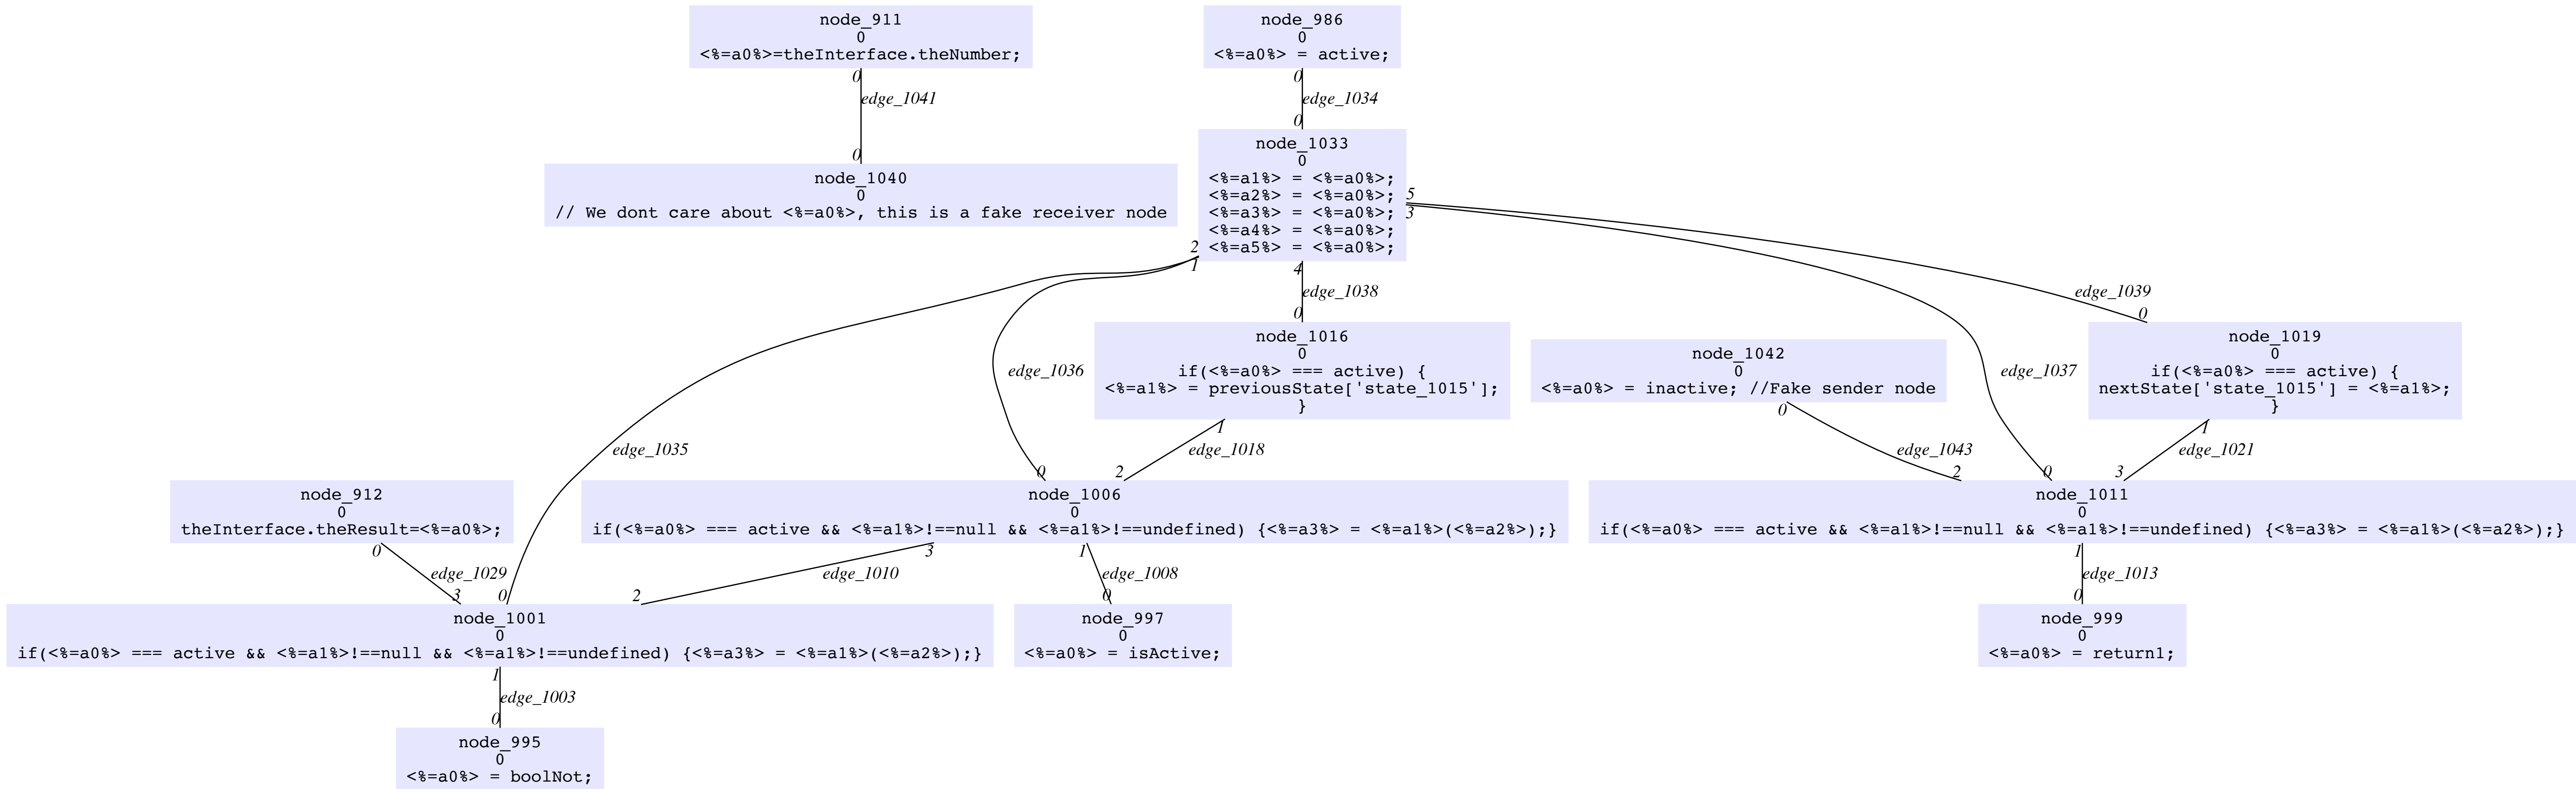 node_911
0
<%=a0%>=theInterface.theNumber;
node_986
0
<%=a0%> = active;
0
edge_1041
0
0
edge_1034
0
node_1040
0
// We dont care about <%=a0%>, this is a fake receiver node
node_1033
0
<%=a1%> = <%=a0%>;
<%=a2%> = <%=a0%>;
<%=a3%> = <%=a0%>;
<%=a4%> = <%=a0%>;
<%=a5%> = <%=a0%>;
5
3
2
1
4
edge_1038
0
edge_1039
0
edge_1036
node_1016
0
if(<%=a0%> === active) {
<%=a1%> = previousState['state_1015'];
}
node_1042
0
<%=a0%> = inactive; //Fake sender node
edge_1037
node_1019
0
if(<%=a0%> === active) {
nextState['state_1015'] = <%=a1%>;
}
edge_1035
0
1
edge_1018
2
0
edge_1043
2
0
1
edge_1021
3
node_912
0
theInterface.theResult=<%=a0%>;
node_1006
0
if(<%=a0%> === active && <%=a1%>!==null && <%=a1%>!==undefined) {<%=a3%> = <%=a1%>(<%=a2%>);}
node_1011
0
if(<%=a0%> === active && <%=a1%>!==null && <%=a1%>!==undefined) {<%=a3%> = <%=a1%>(<%=a2%>);}
0
edge_1029
3
0
3
edge_1010
2
1
edge_1008
0
1
edge_1013
0
node_1001
0
if(<%=a0%> === active && <%=a1%>!==null && <%=a1%>!==undefined) {<%=a3%> = <%=a1%>(<%=a2%>);}
node_997
0
<%=a0%> = isActive;
node_999
0
<%=a0%> = return1;
1
edge_1003
0
node_995
0
<%=a0%> = boolNot;